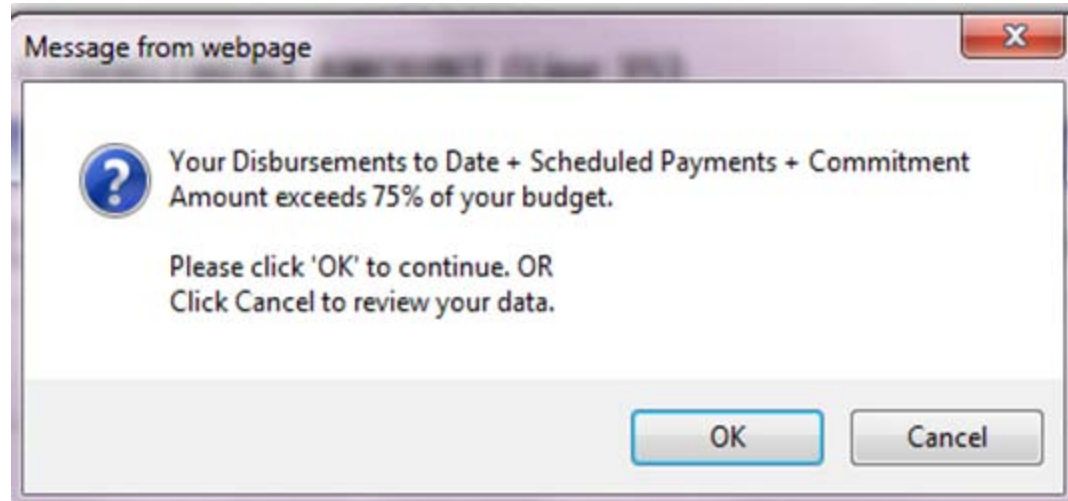 Message from webpage
Your Disbursements to Date + Scheduled Payments + Commitment
Amount exceeds 75% of your budget.
Please click 'OK' to continue. OR
Click Cancel to review your data.
OK
Cancel